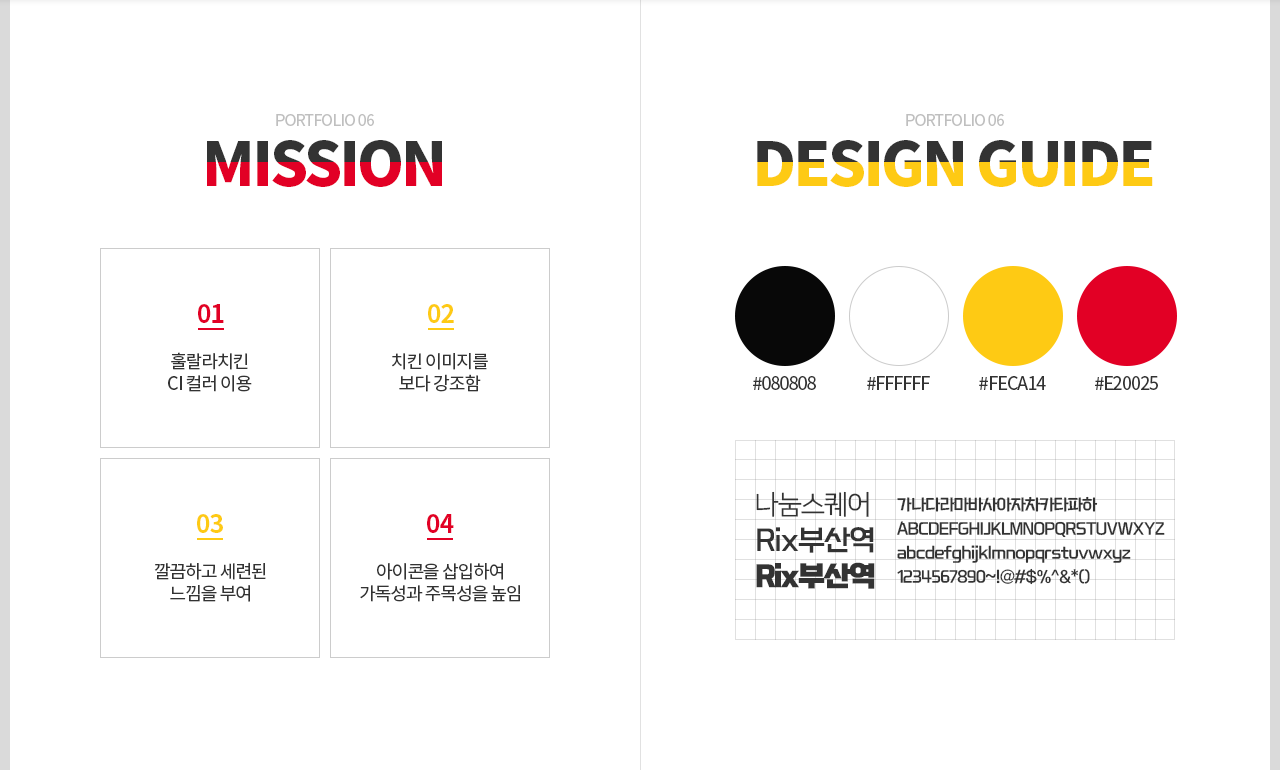 PORTFOLIO 06
MISSION
01
훌랄라치킨
CI 컬러 이용
02
치킨 이미지를
보다 강조함
03
깔끔하고 세련된
느낌을 부여
04
아이콘을 삽입하여
가독성과 주목성을 높임
PORTFOLIO 06
DESIGN GUIDE
#080808
#FFFFFF
#FECA14
#E20025
나눔스퀘어
Rix부산역
Rix부산역
가나다라마바사아자차카타파하
ABCDEFGHIJKLMNOPQRSTUVWXYZ
abcdefghijklmnopqrstuvwxyz
1234567890~!@#$%^&*()